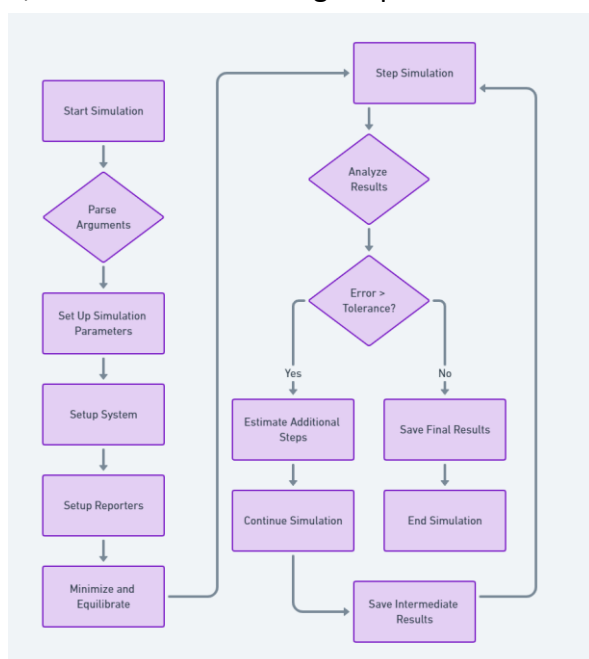 Start Simulation
Parse
Arguments
Set Up Simulation
Parameters
Setup System
Setup Reporters
Minimize and
Equilibrate
Step Simulation
Analyze
Results
Error >
Tolerance?
Yes
No
Estimate Additional
Steps
Save Final Results
Continue Simulation
End Simulation
Save Intermediate
Results